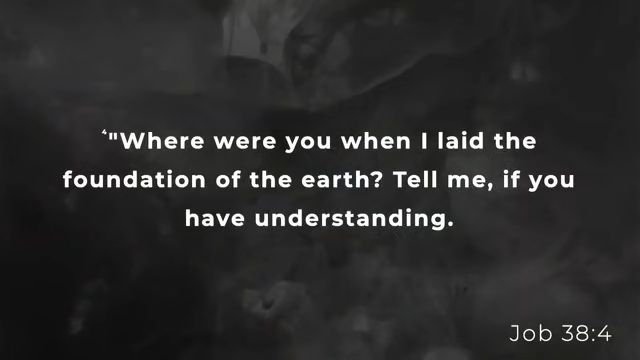 ⁴"Where were you when I laid the
foundation of the earth? Tell me, if you
have understanding.
Job 38:4